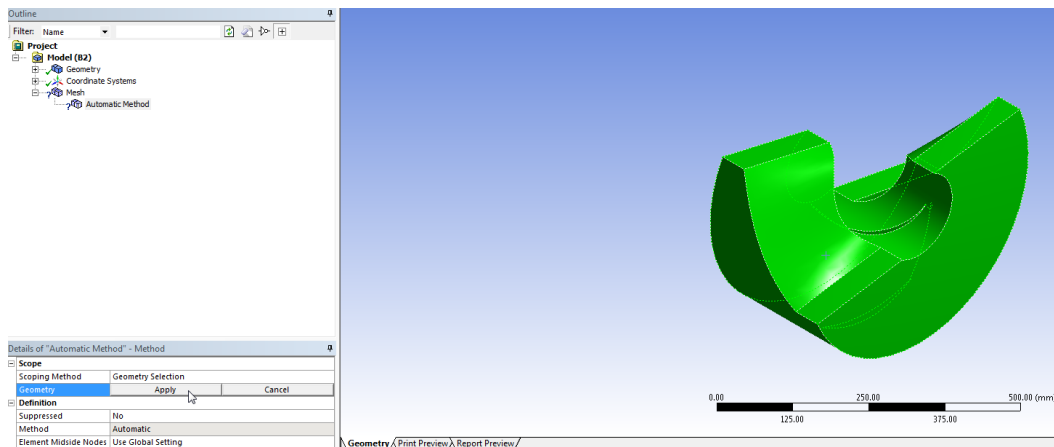 Outline
Filter: Name
Project
Model (B2)
Geometry
Coordinate Systems
Mesh
Automatic Method
Details of "Automatic Method" - Method
Scope
Scoping Method Geometry Selection
Geometry Apply Cancel
Definition
Suppressed No
Method Automatic
Element Midside Nodes Use Global Setting
0.00 250.00 500.00 (mm)
125.00 375.00
Geometry Print Preview Report Preview